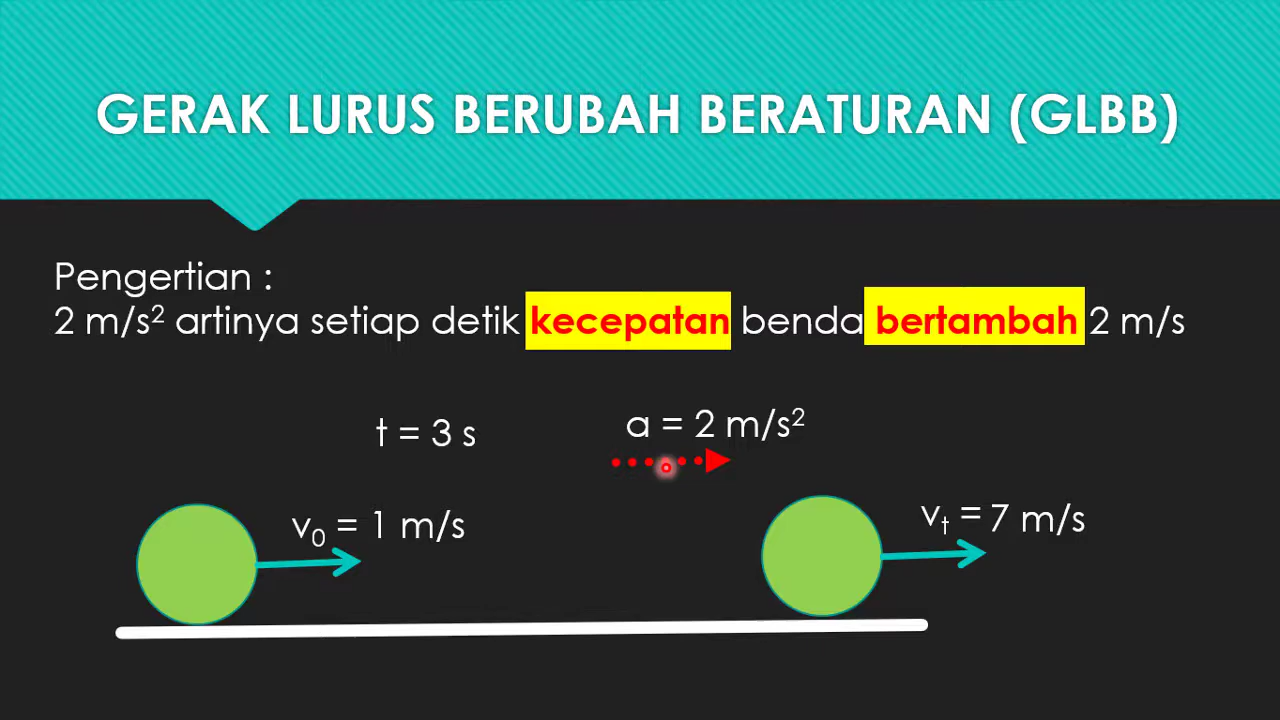 GERAK LURUS BERUBAH BERATURAN (GLBB)
Pengertian :
2 m/s² artinya setiap detik kecepatan benda bertambah 2 m/s
t = 3 s
a = 2 m/s²
v₀ = 1 m/s
vₜ = 7 m/s